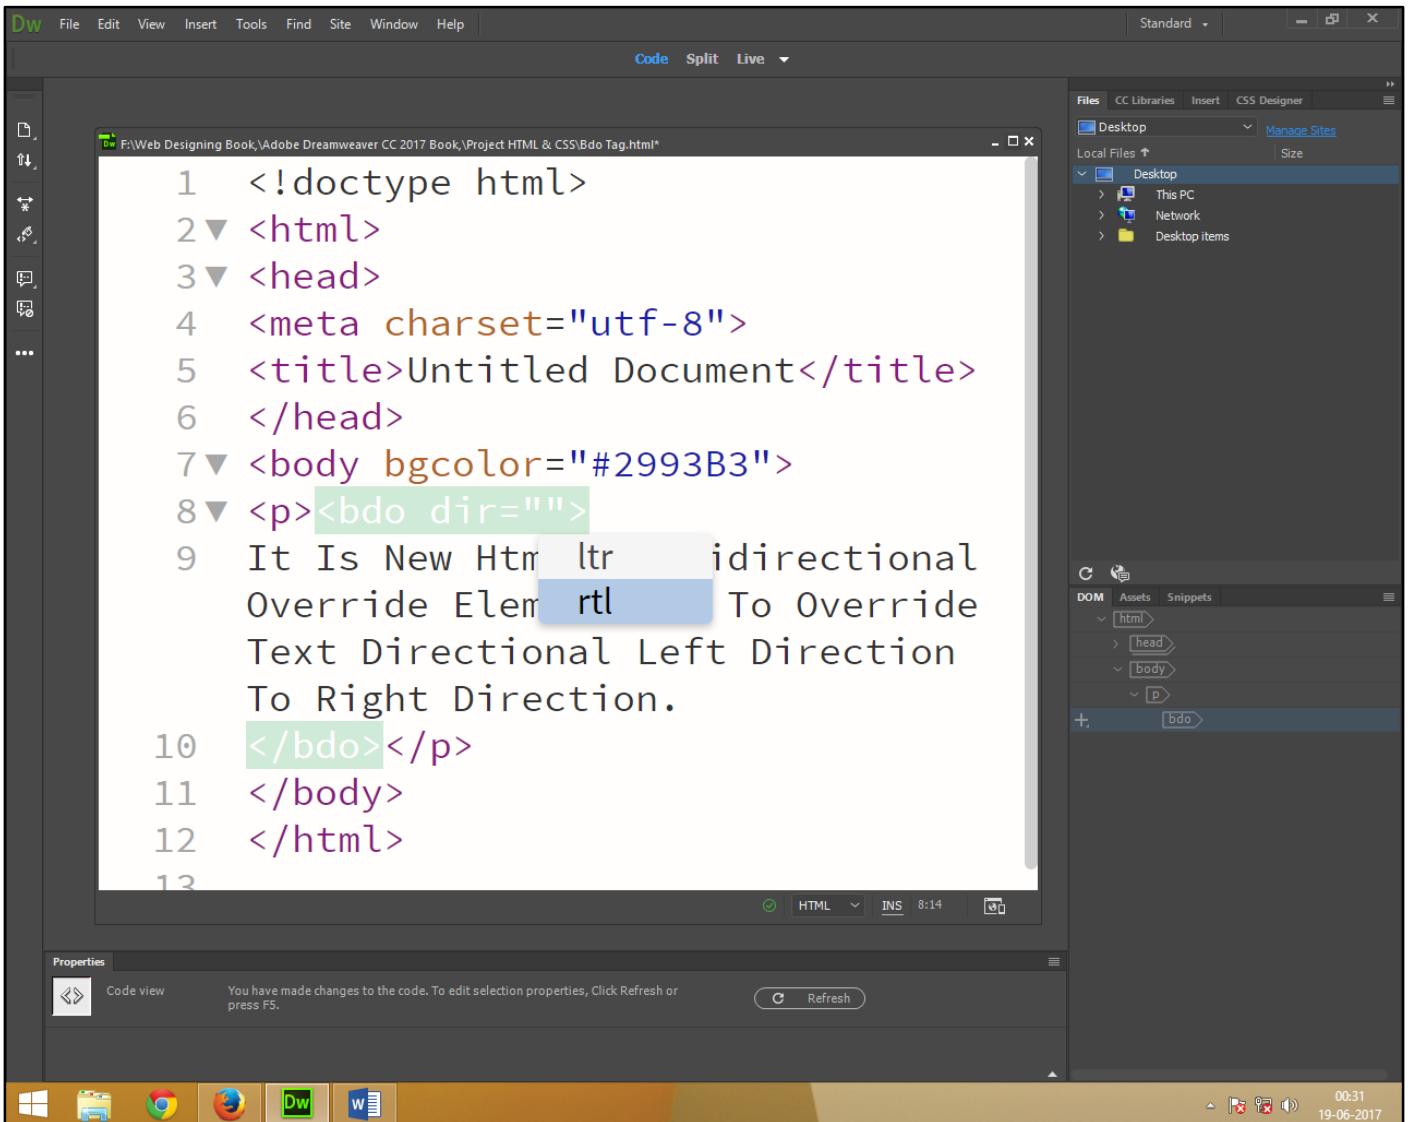 Dw File Edit View Insert Tools Find Site Window Help Standard
Code Split Live
Files CC Libraries Insert CSS Designer
Desktop Manage Sites
Local Files Size
Desktop
This PC
Network
Desktop items
F:\Web Designing Book,\Adobe Dreamweaver CC 2017 Book,\Project HTML & CSS\Bdo Tag.html*
1 <!doctype html>
2 <html>
3 <head>
4 <meta charset="utf-8">
5 <title>Untitled Document</title>
6 </head>
7 <body bgcolor="#2993B3">
8 <p><bdo dir="">
ltr
rtl
9 It Is New Htm idirectional
Override Elem To Override
Text Directional Left Direction
To Right Direction.
10 </bdo></p>
11 </body>
12 </html>
13
HTML INS 8:14
DOM Assets Snippets
html
head
body
p
bdo
Properties
Code view
You have made changes to the code. To edit selection properties, Click Refresh or
press F5.
Refresh
Dw
00:31
19-06-2017